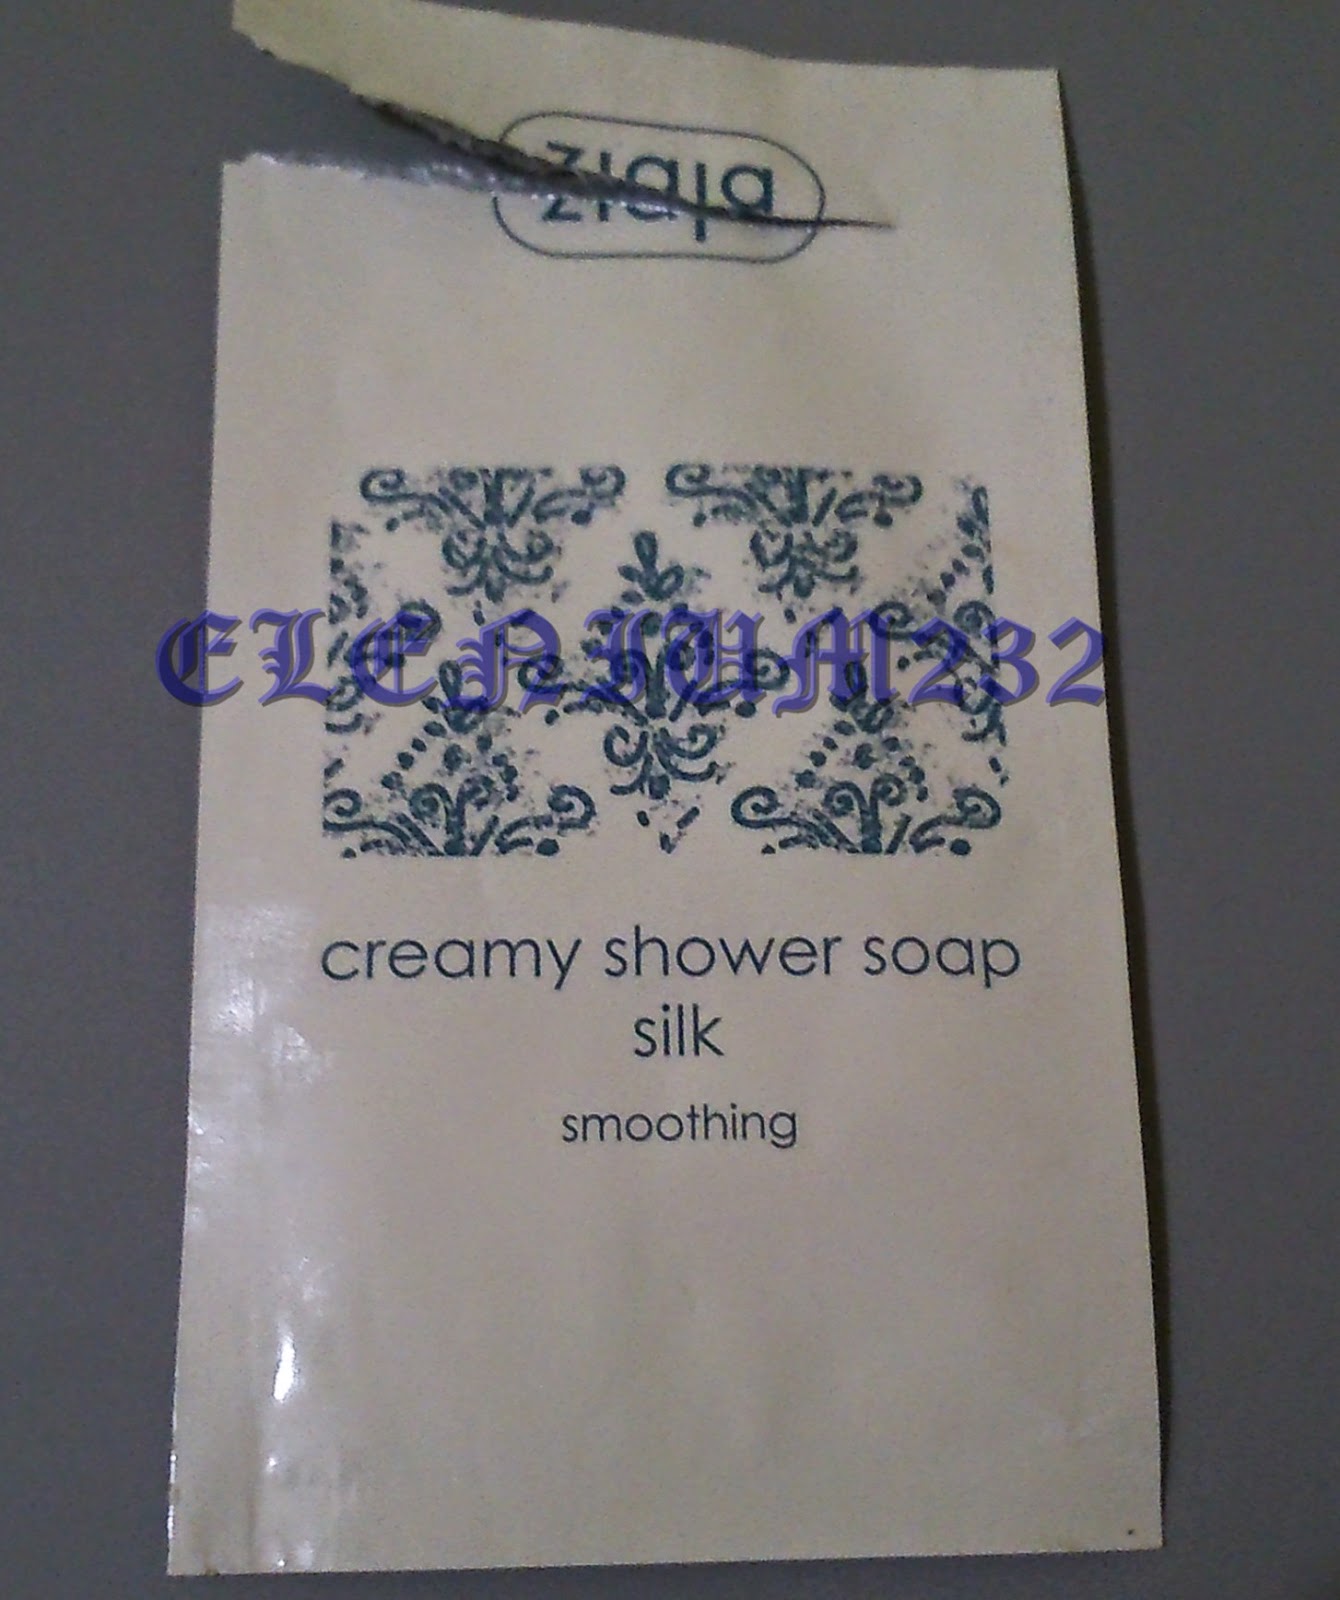 ziaja
ELENIUM232
creamy shower soap
silk
smoothing